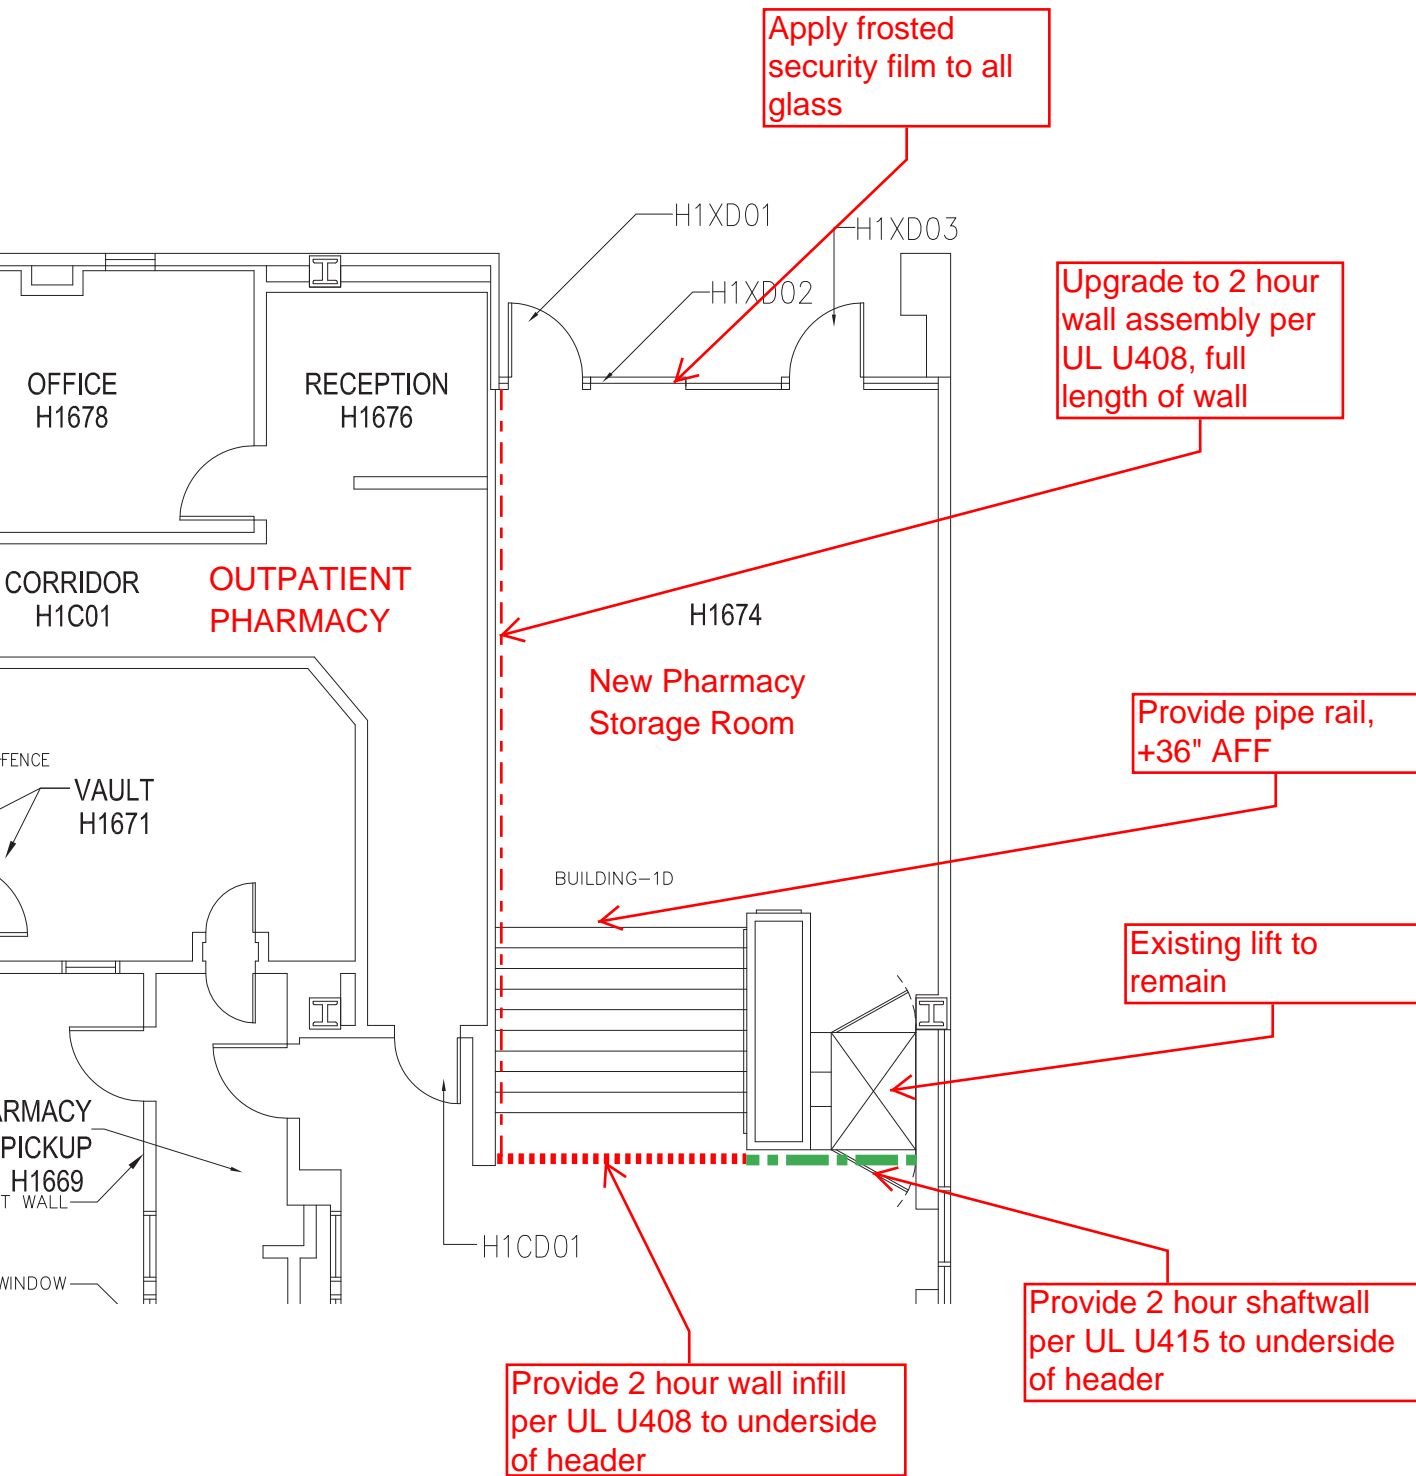 Apply frosted
security film to all
glass
H1XD01
H1XD03
H1XD02
Upgrade to 2 hour
wall assembly per
UL U408, full
length of wall
OFFICE
H1678
RECEPTION
H1676
CORRIDOR
H1C01
OUTPATIENT
PHARMACY
H1674
New Pharmacy
Storage Room
Provide pipe rail,
+36" AFF
FENCE
VAULT
H1671
BUILDING-1D
Existing lift to
remain
ARMACY
PICKUP
H1669
T WALL
H1CD01
WINDOW
Provide 2 hour shaftwall
per UL U415 to underside
of header
Provide 2 hour wall infill
per UL U408 to underside
of header